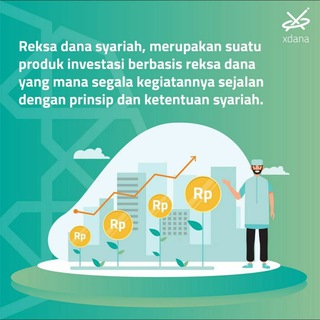 xdana
Reksa dana syariah, merupakan suatu
produk investasi berbasis reksa dana
yang mana segala kegiatannya sejalan
dengan prinsip dan ketentuan syariah.
Rp
Rp
Rp
Rp